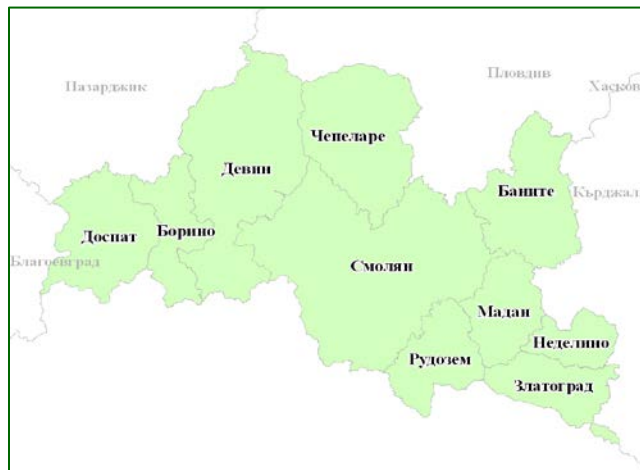 Пловдив
Пазарджик
Хасков
Чепеларе
Девин
Баните
Кърджал
Борино
Доспат
Благоевград
Смолян
Мадан
Неделино
Рудозем
Златоград